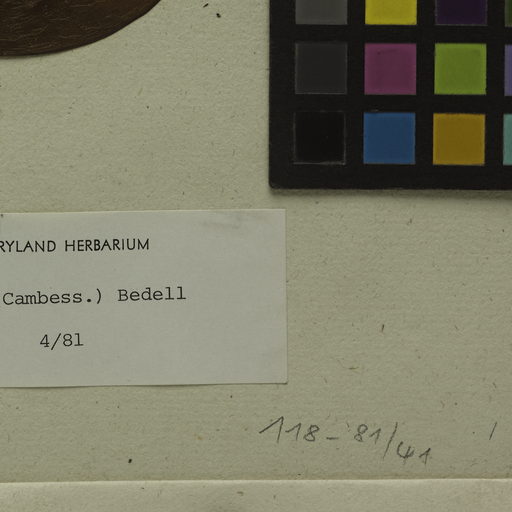 RYLAND HERBARIUM
Cambess.) Bedell
4/81
118-81/41